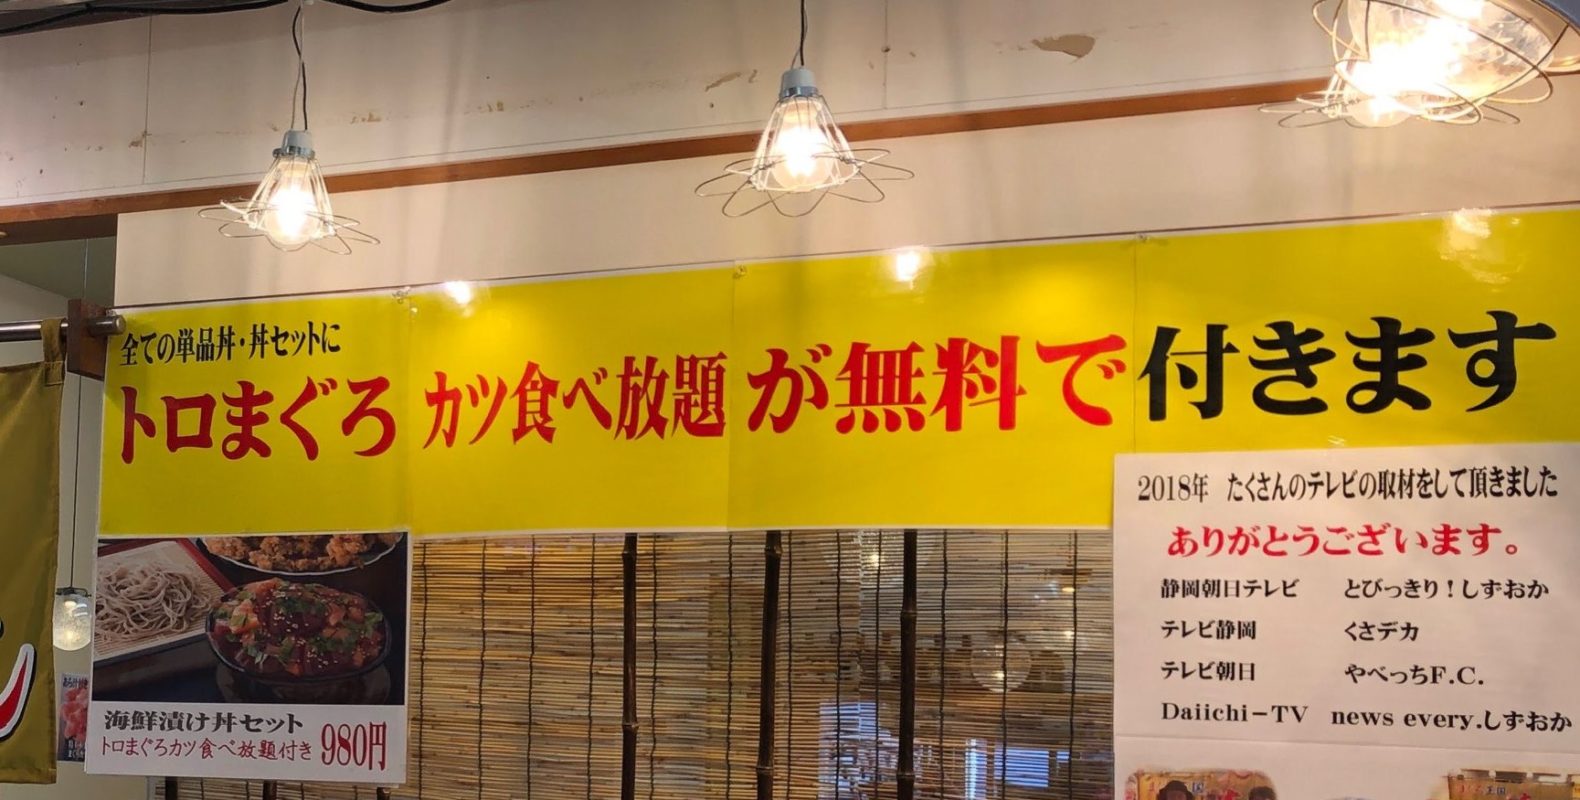 全ての単品丼・丼セットに
トロまぐろ カツ食べ放題が無料で付きます
海鮮漬け丼セット
トロまぐろカツ食べ放題付き 980円
2018年 たくさんのテレビの取材をして頂きました
ありがとうございます。
静岡朝日テレビ とびっきり!しずおか
テレビ静岡 くさデカ
テレビ朝日 やべっちF.C.
Daiichi-TV news every.しずおか